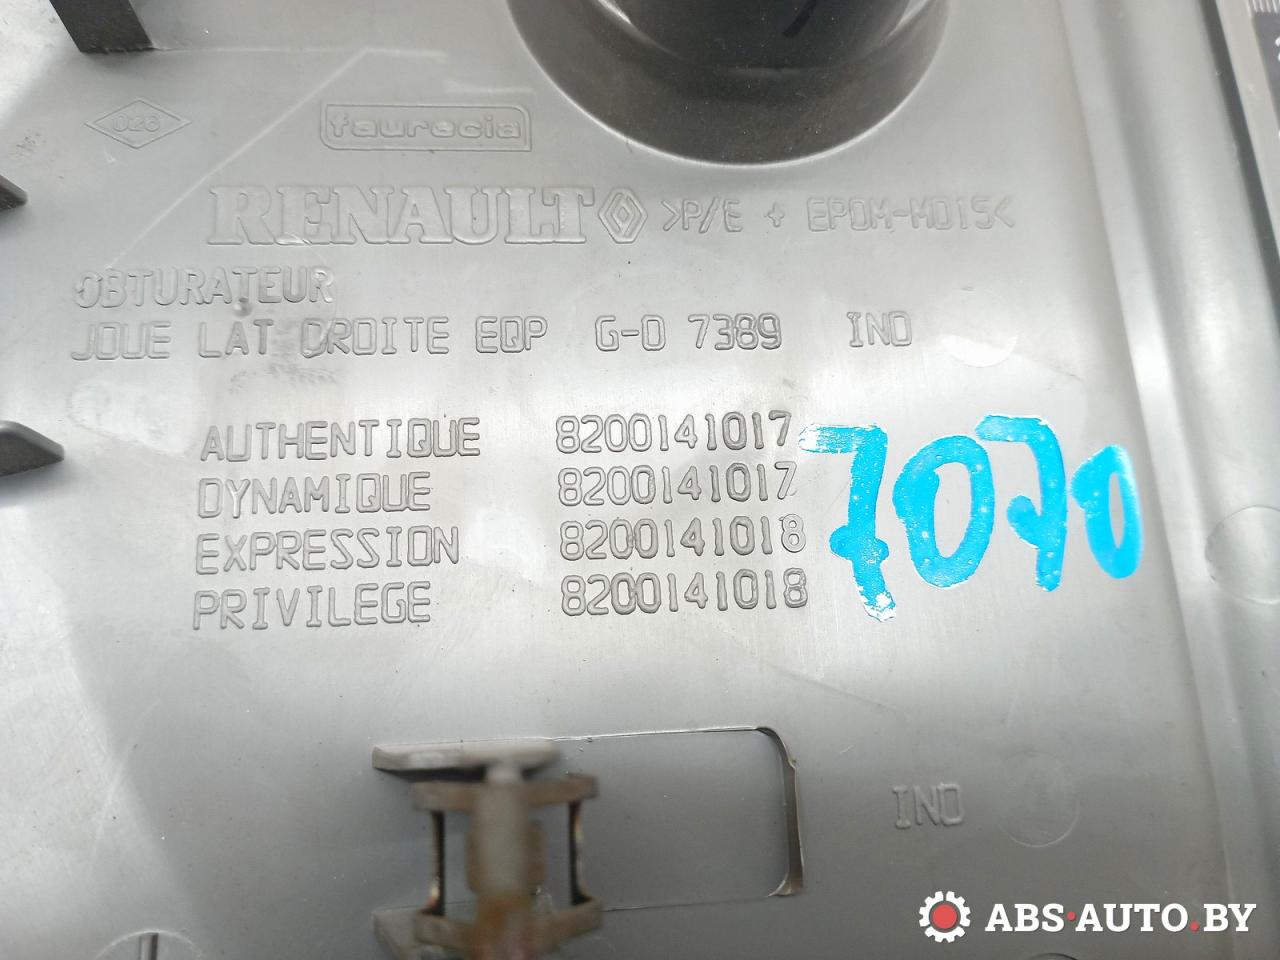 026
faurecia
RENAULT >P/E + EPDM-MD15<
OBTURATEUR
JOUE LAT DROITE EQP G-D 7389 IND
AUTHENTIQUE 8200141017
DYNAMIQUE 8200141017
EXPRESSION 8200141018
PRIVILEGE 8200141018
7070
IND
ABS·AUTO.BY